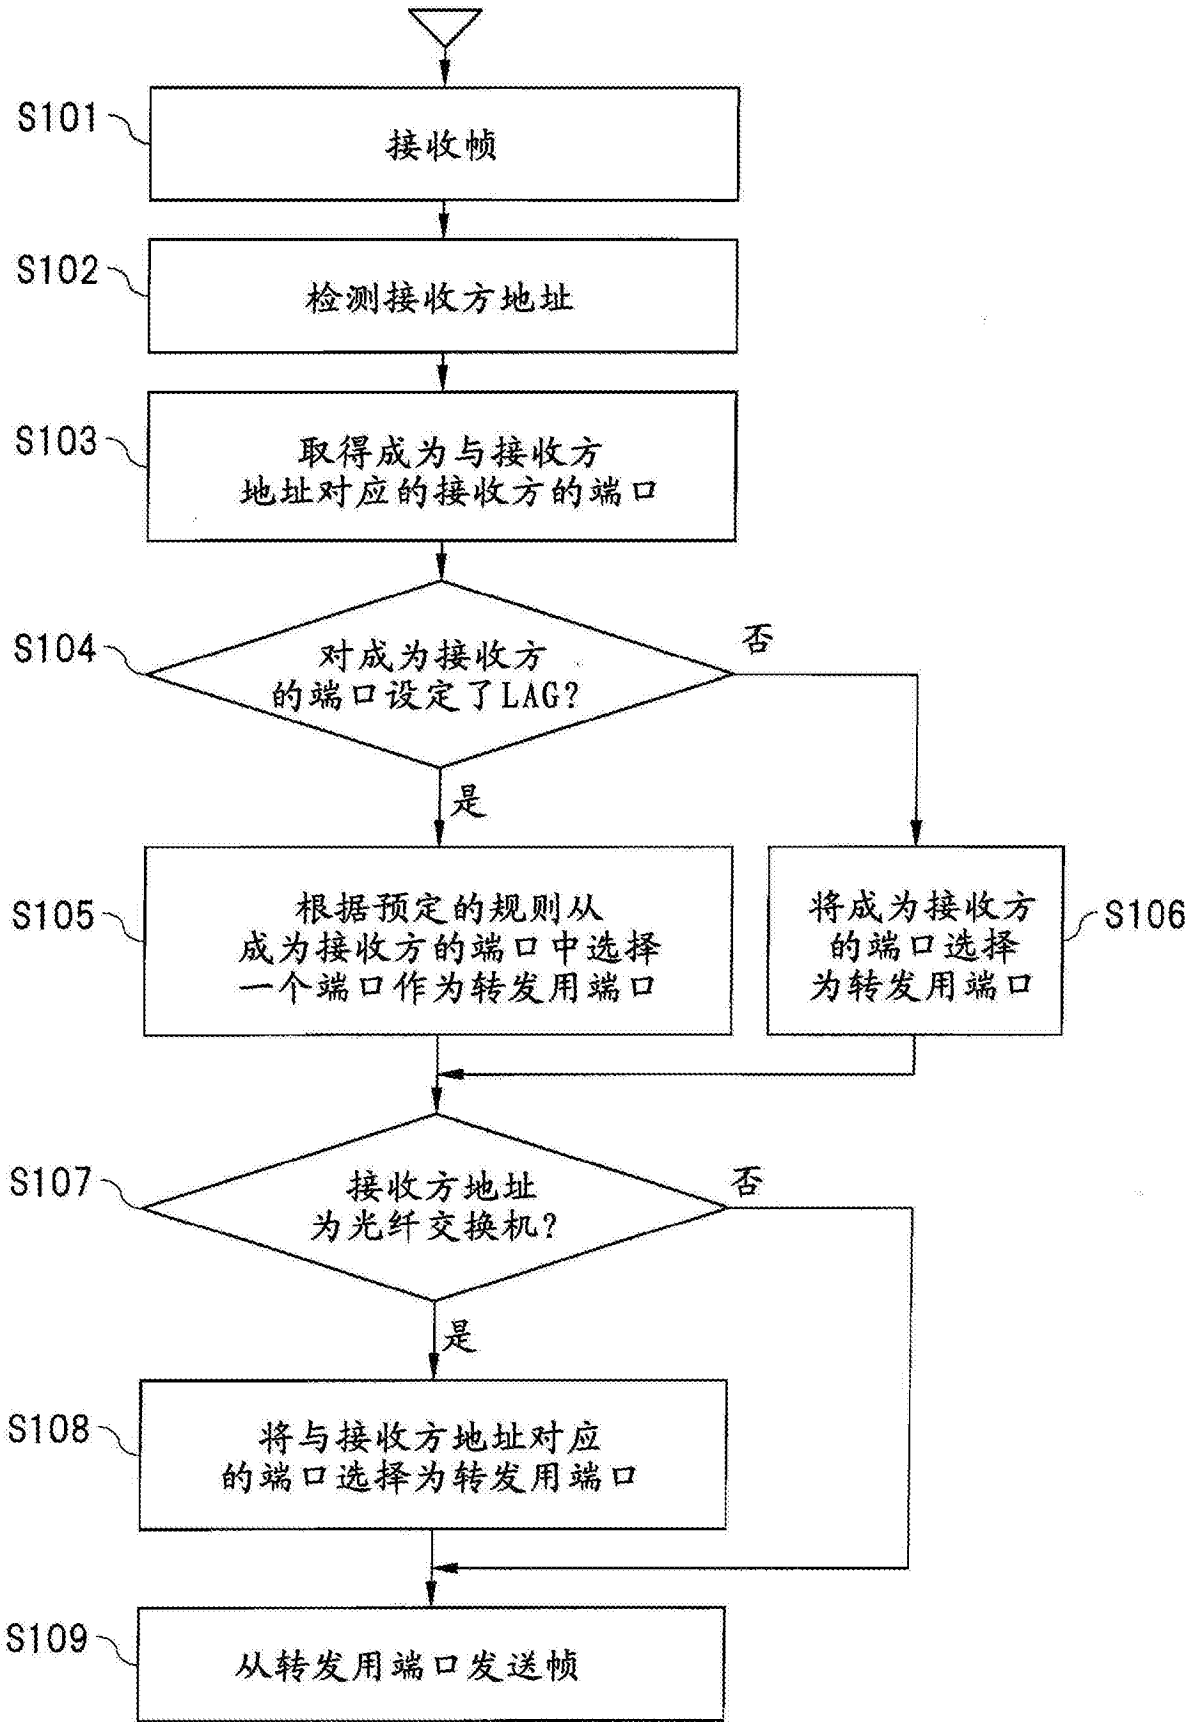 S101
接收帧
S102
检测接收方地址
S103
取得成为与接收方
地址对应的接收方的端口
S104
对成为接收方
的端口设定了LAG?
否
是
S105
根据预定的规则从
成为接收方的端口中选择
一个端口作为转发用端口
将成为接收方
的端口选择
为转发用端口
S106
S107
接收方地址
为光纤交换机?
否
是
S108
将与接收方地址对应
的端口选择为转发用端口
S109
从转发用端口发送帧